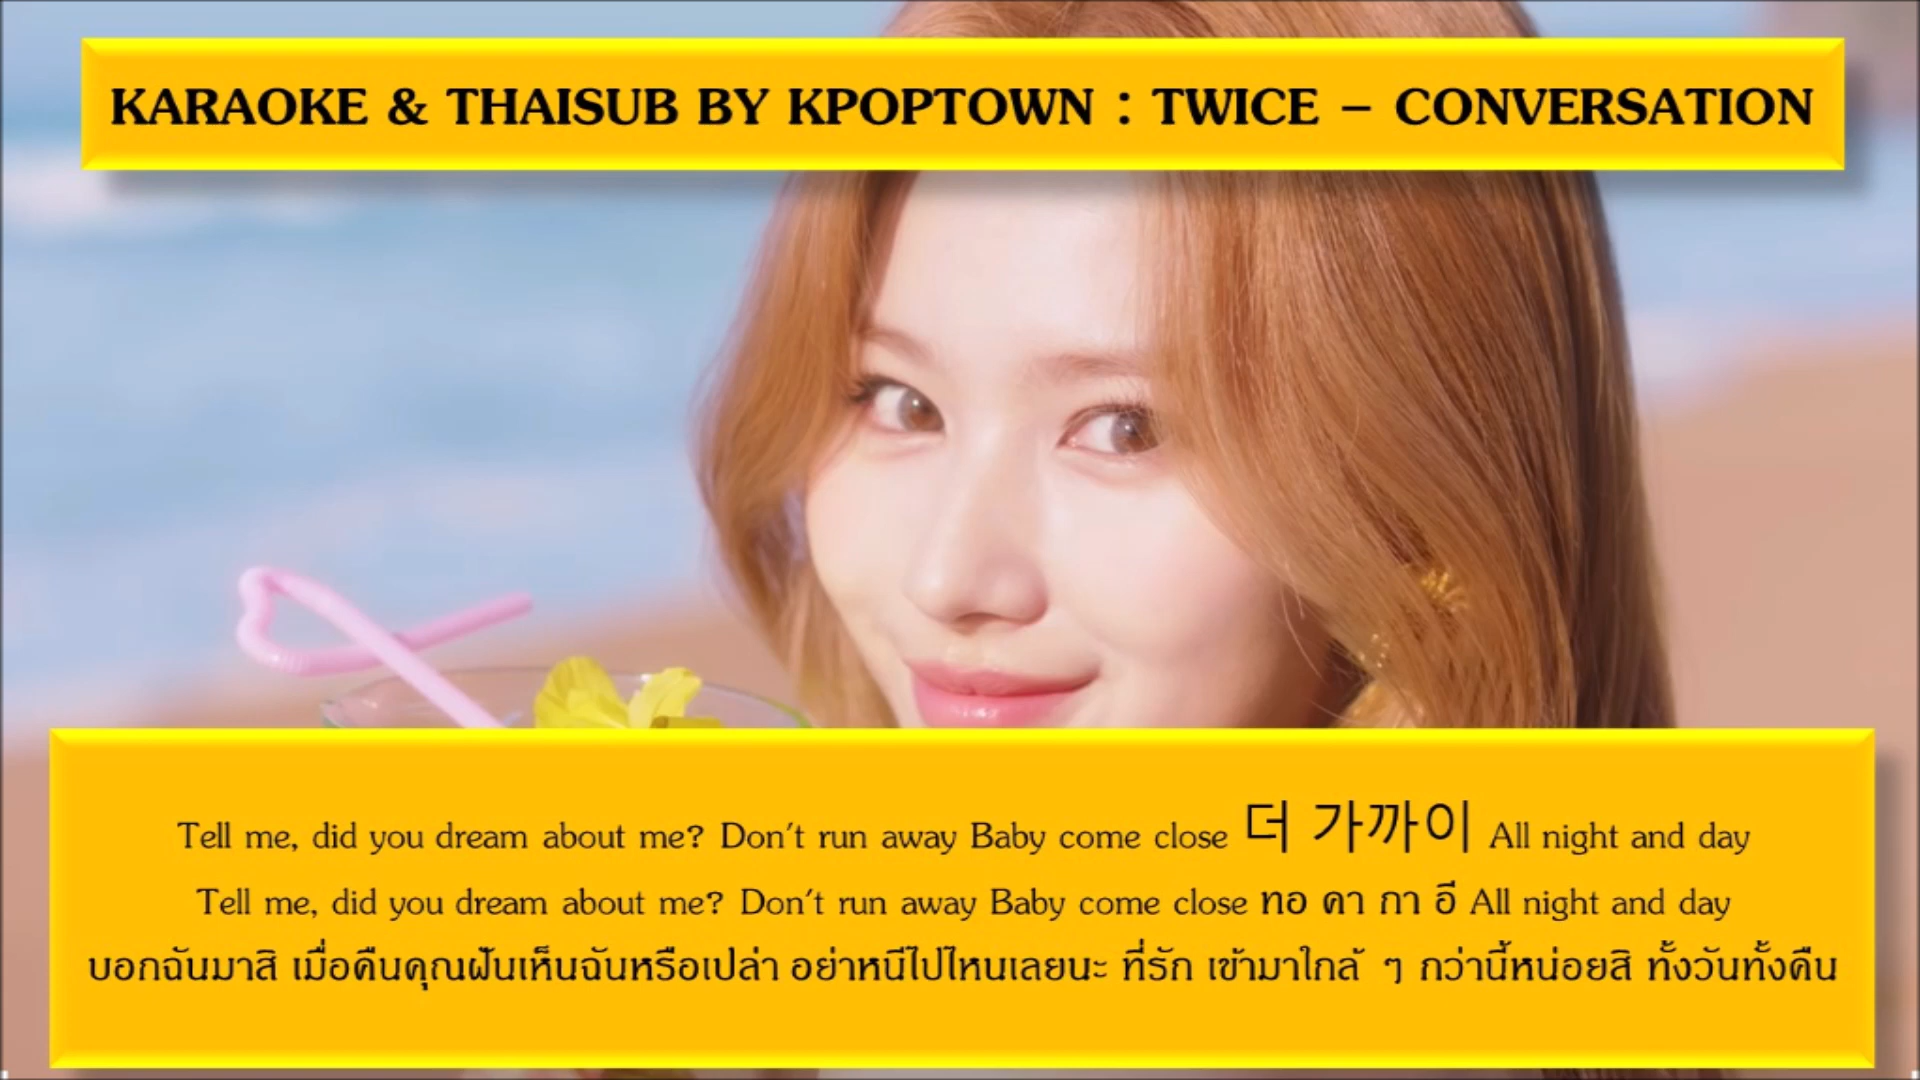 KARAOKE & THAISUB BY KPOPTOWN : TWICE – CONVERSATION
Tell me, did you dream about me? Don't run away Baby come close 더 가까이 All night and day
Tell me, did you dream about me? Don't run away Baby come close ทอ คา กา อี All night and day
บอกฉันมาสิ เมื่อคืนคุณฝันเห็นฉันหรือเปล่า อย่าหนีไปไหนเลยนะ ที่รัก เข้ามาใกล้ ๆ กว่านี้หน่อยสิ ทั้งวันทั้งคืน